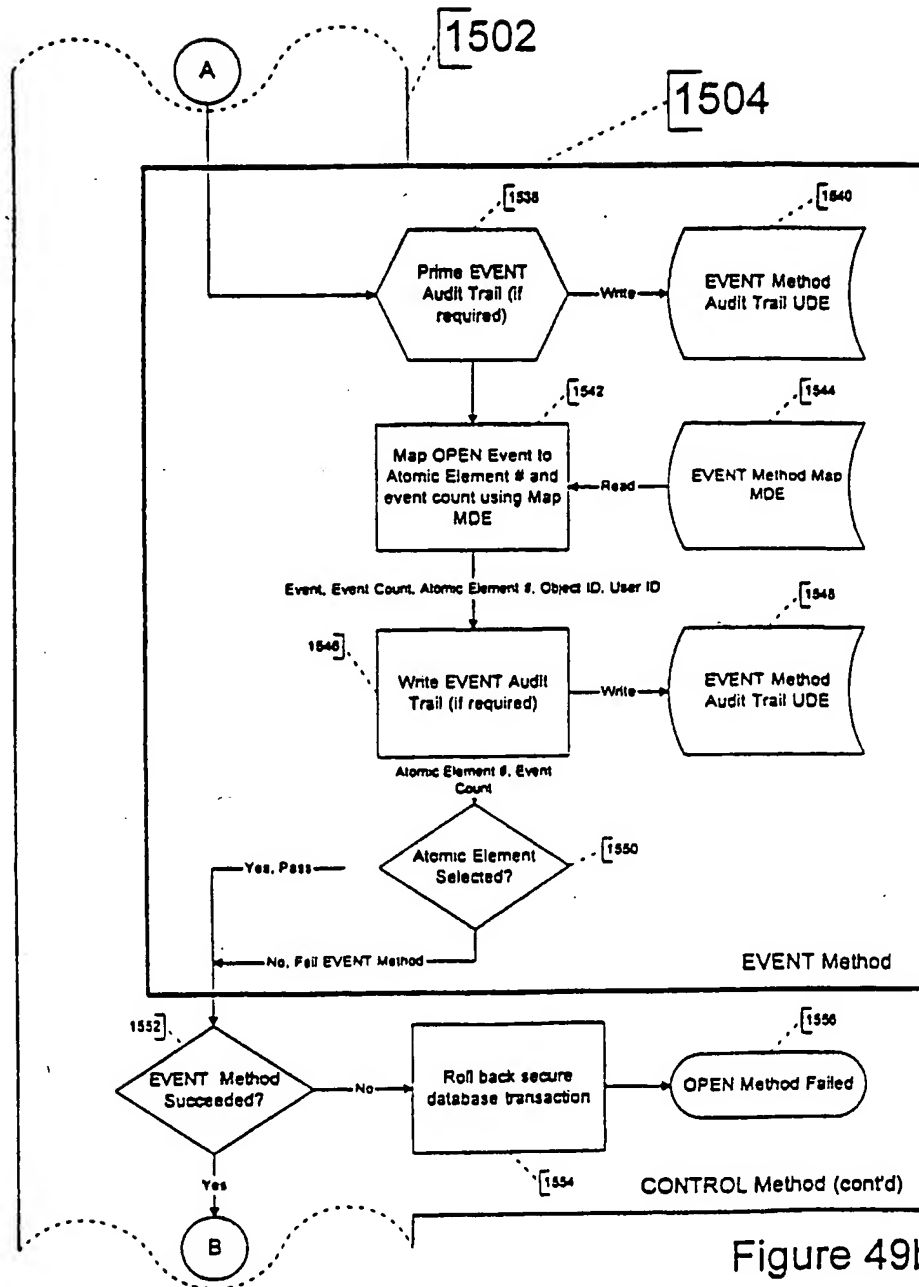 1502
A
1504
1538
1540
Prime EVENT
Audit Trail (if
required)
Write
EVENT Method
Audit Trail UDE
1542
1544
Map OPEN Event to
Atomic Element # and
event count using Map
MDE
Read
EVENT Method Map
MDE
Event, Event Count, Atomic Element #, Object ID, User ID
1546
1548
Write EVENT Audit
Trail (if required)
Write
EVENT Method
Audit Trail UDE
Atomic Element #, Event
Count
1550
Atomic Element
Selected?
Yes, Pass
No, Fail EVENT Method
EVENT Method
1552
1556
EVENT Method
Succeeded?
No
Roll back secure
database transaction
OPEN Method Failed
Yes
1554
CONTROL Method (cont'd)
B
Figure 49b